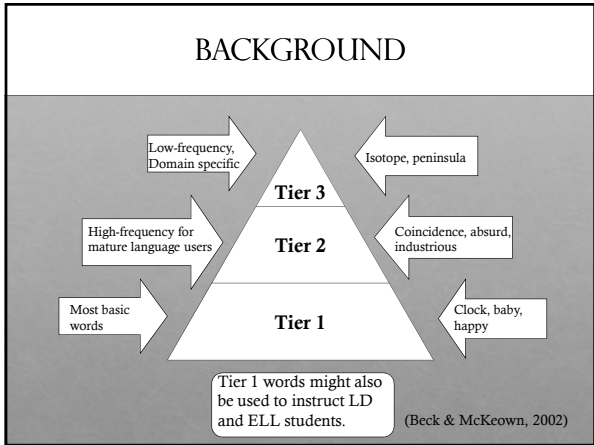 BACKGROUND
Low-frequency,
Domain specific
Isotope, peninsula
Tier 3
High-frequency for
mature language users
Tier 2
Coincidence, absurd,
industrious
Most basic
words
Tier 1
Clock, baby,
happy
Tier 1 words might also
be used to instruct LD
and ELL students.
(Beck & McKeown, 2002)